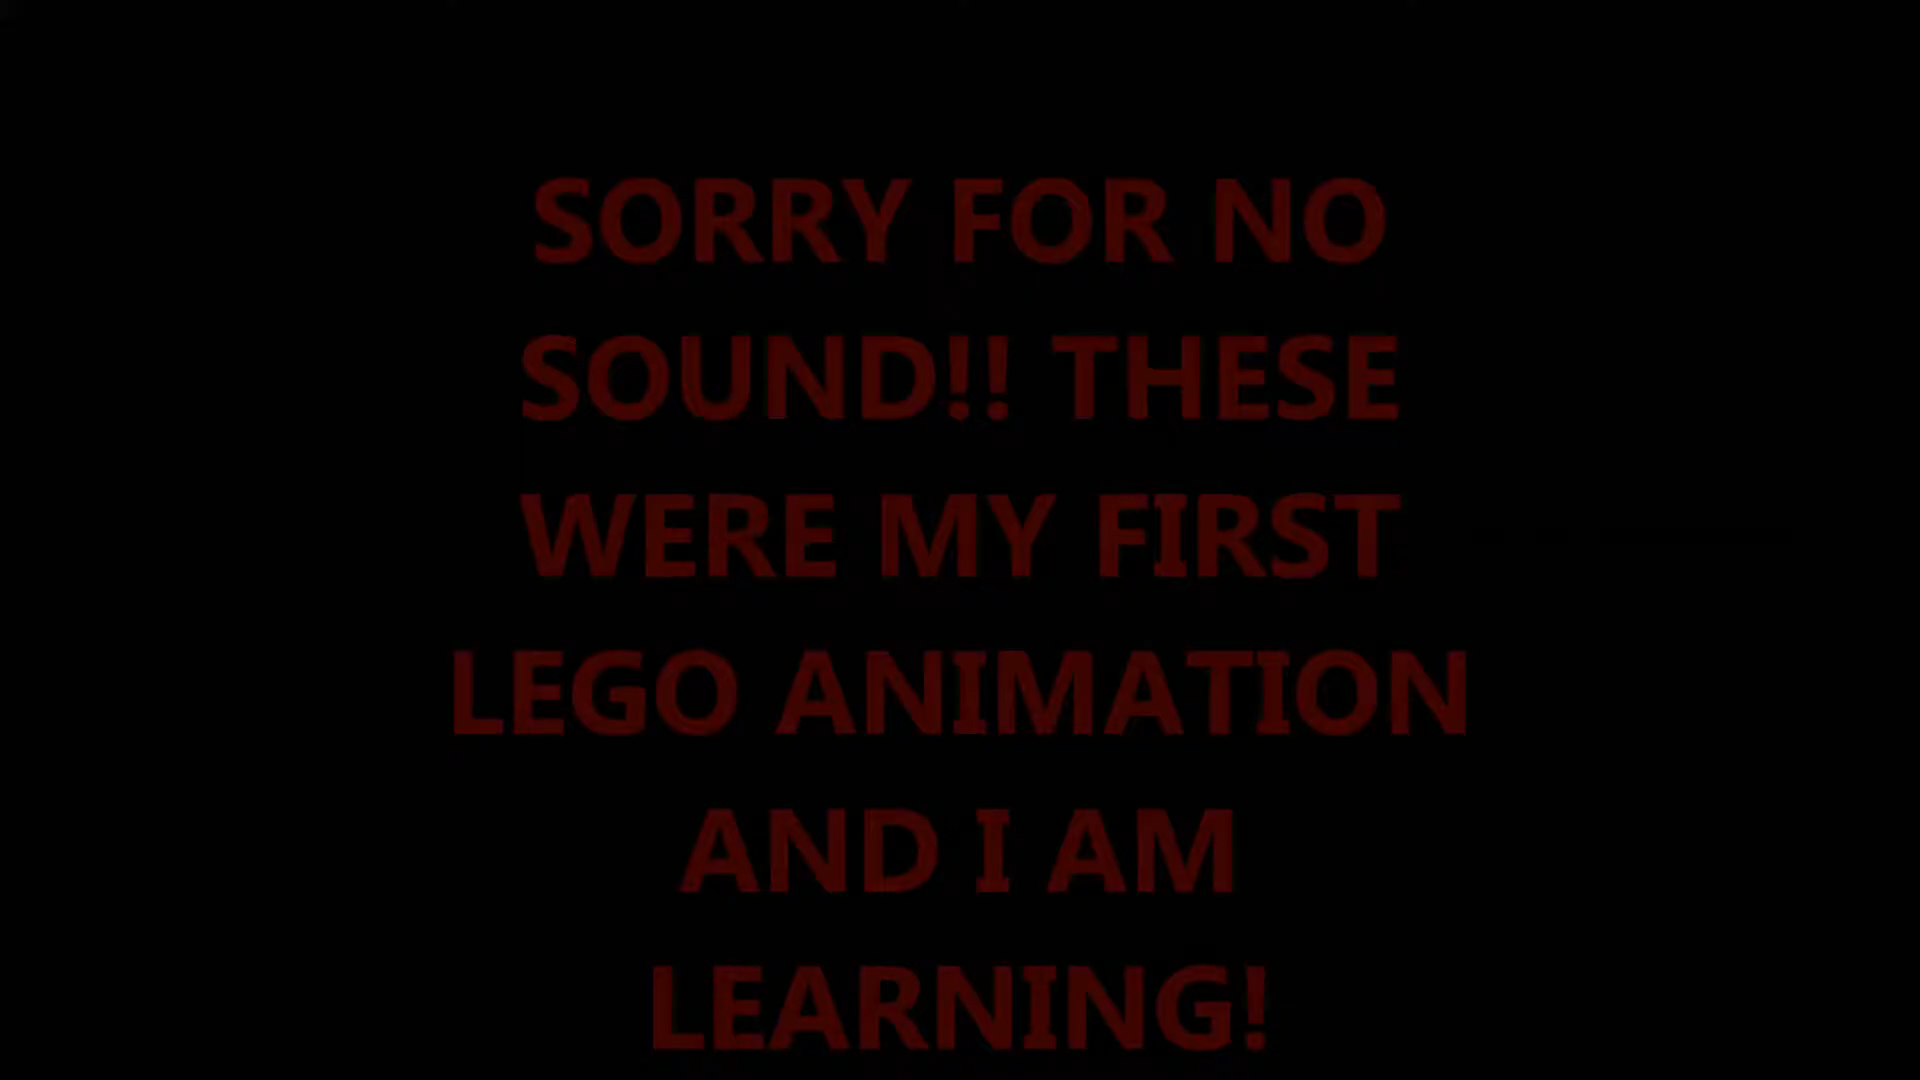 SORRY FOR NO
SOUND!! THESE
WERE MY FIRST
LEGO ANIMATION
AND I AM
LEARNING!